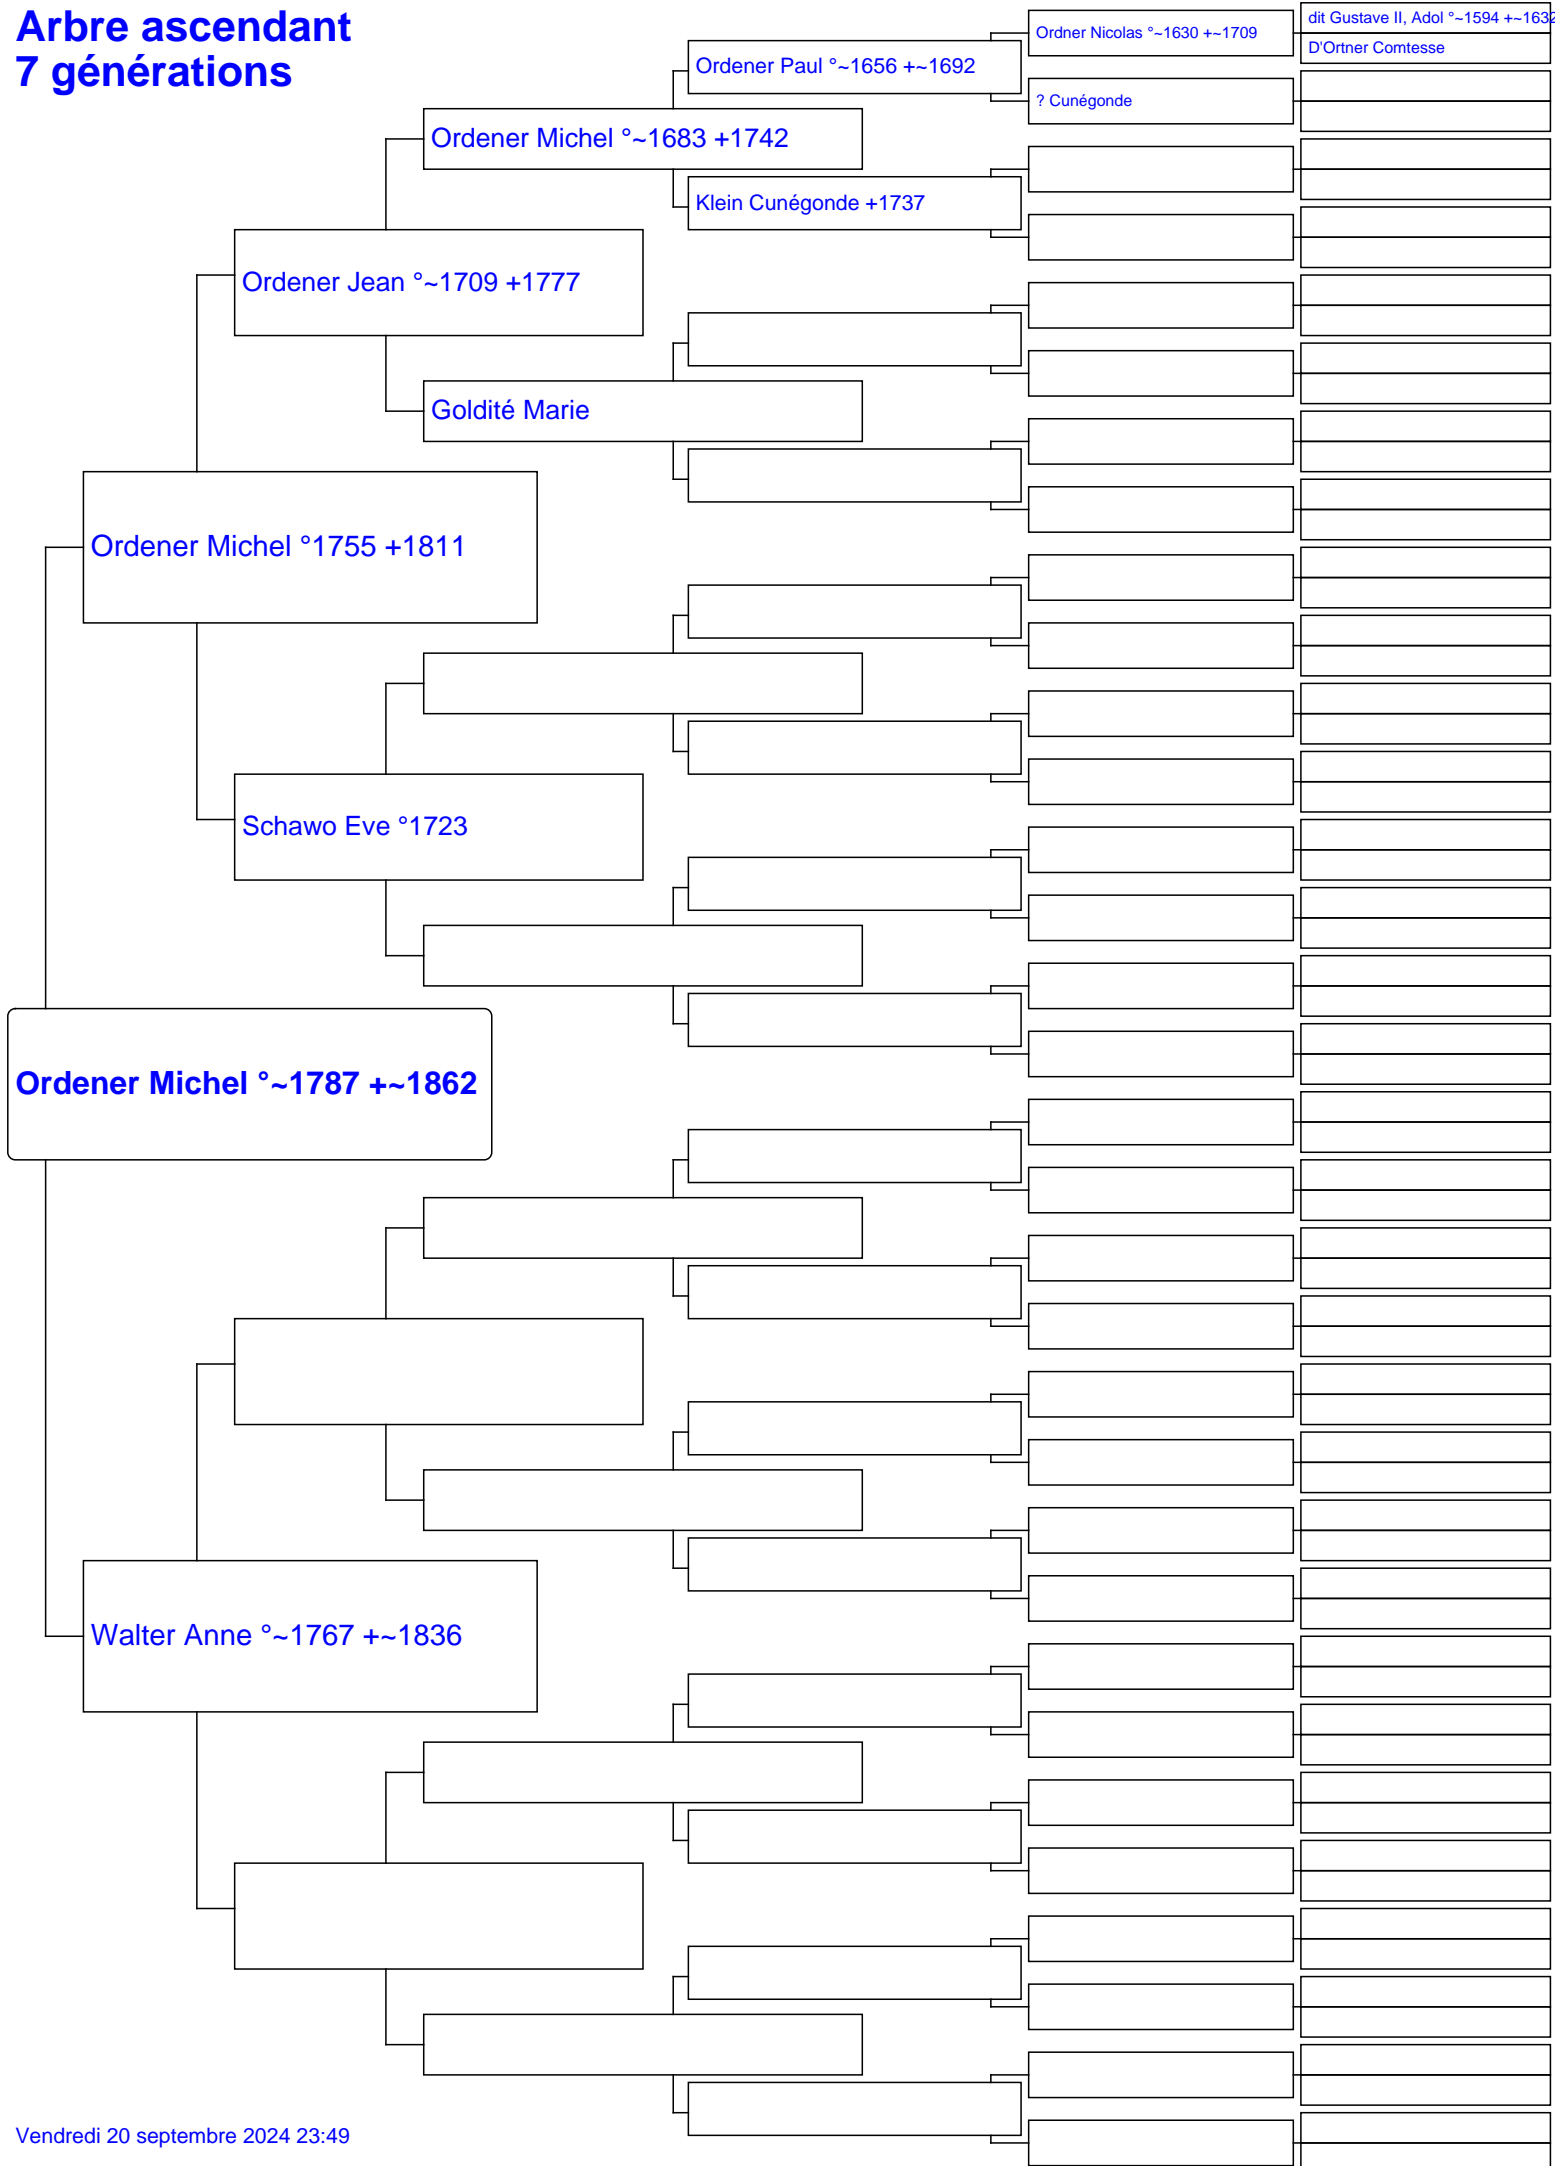 Arbre ascendant
7 générations
dit Gustave II, Adol °~1594 +~1632
Ordner Nicolas °~1630 +~1709
D'Ortner Comtesse
Ordener Paul °~1656 +~1692
? Cunégonde
Ordener Michel °~1683 +1742
Klein Cunégonde +1737
Ordener Jean °~1709 +1777
Goldité Marie
Ordener Michel °1755 +1811
Schawo Eve °1723
Ordener Michel °~1787 +~1862
Walter Anne °~1767 +~1836
Vendredi 20 septembre 2024 23:49